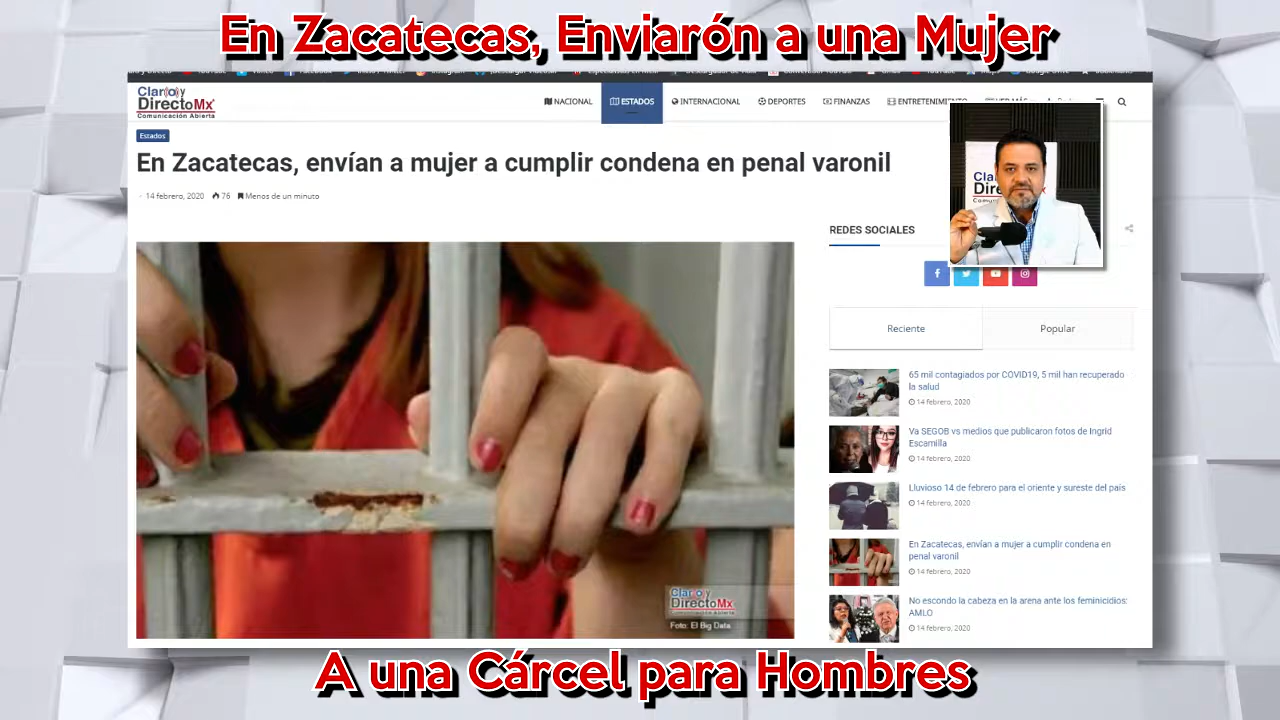 En Zacatecas, Enviarón a una Mujer
Claro y
DirectoMx
Comunicación Abierta
NACIONAL
ESTADOS
INTERNACIONAL
DEPORTES
FINANZAS
ENTRETENIMIENTO
Estados
En Zacatecas, envían a mujer a cumplir condena en penal varonil
14 febrero, 2020
76
Menos de un minuto
REDES SOCIALES
Reciente
Popular
65 mil contagiados por COVID19, 5 mil han recuperado
la salud
14 febrero, 2020
Va SEGOB vs medios que publicaron fotos de Ingrid
Escamilla
14 febrero, 2020
Lluvioso 14 de febrero para el oriente y sureste del país
14 febrero, 2020
En Zacatecas, envían a mujer a cumplir condena en
penal varonil
14 febrero, 2020
No escondo la cabeza en la arena ante los feminicidios:
AMLO
14 febrero, 2020
Claro y
DirectoMx
Comunicación Abierta
Foto: El Big Data
A una Cárcel para Hombres